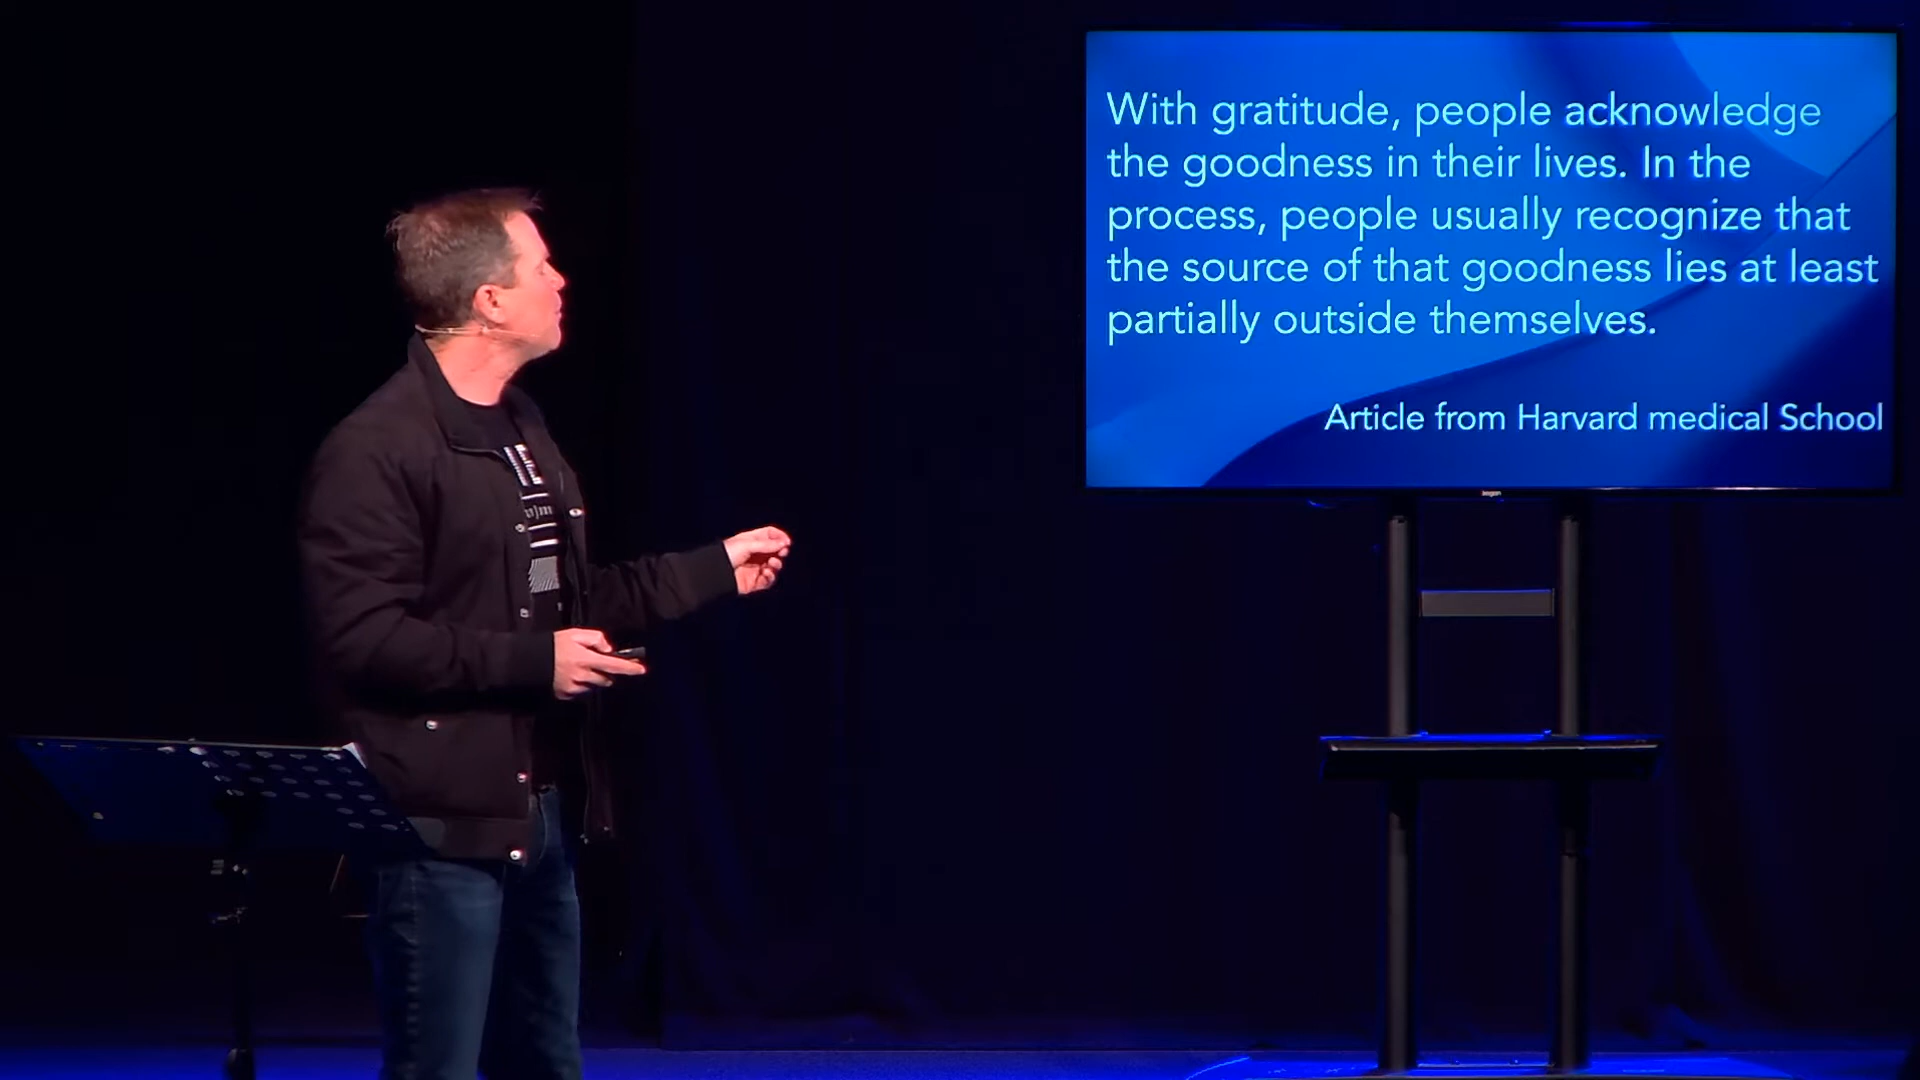 With gratitude, people acknowledge
the goodness in their lives. In the
process, people usually recognize that
the source of that goodness lies at least
partially outside themselves.
Article from Harvard medical School